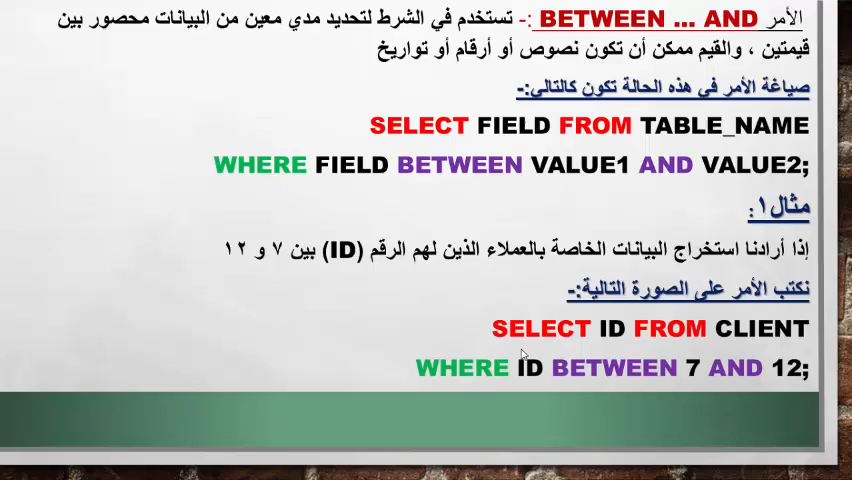 الأمر BETWEEN ... AND :- تستخدم في الشرط لتحديد مدي معين من البيانات محصور بين
قيمتين ، والقيم ممكن أن تكون نصوص أو أرقام أو تواريخ
صياغة الأمر في هذه الحالة تكون كالتالي:-
SELECT FIELD FROM TABLE_NAME
WHERE FIELD BETWEEN VALUE1 AND VALUE2;
مثال١:
إذا أرادنا استخراج البيانات الخاصة بالعملاء الذين لهم الرقم (ID) بين ٧ و ١٢
نكتب الأمر على الصورة التالية:-
SELECT ID FROM CLIENT
WHERE ID BETWEEN 7 AND 12;